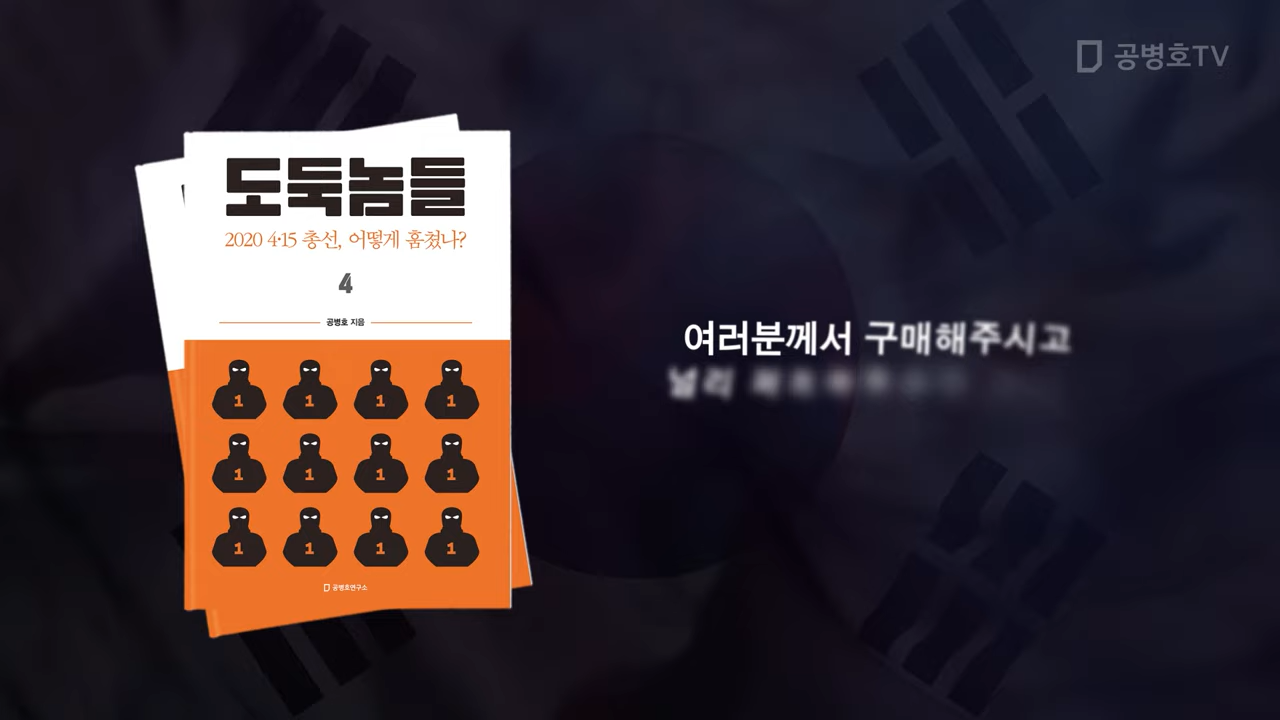 공병호TV
도둑놈들
2020 4·15 총선, 어떻게 훔쳤나?
4
공병호 지음
1 1 1 1
1 1 1 1
1 1 1 1
공병호연구소
여러분께서 구매해주시고
널리